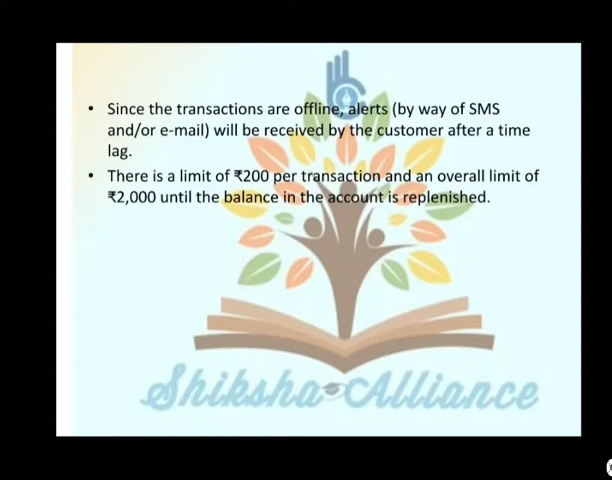 • Since the transactions are offline, alerts (by way of SMS
and/or e-mail) will be received by the customer after a time
lag.
• There is a limit of ₹200 per transaction and an overall limit of
₹2,000 until the balance in the account is replenished.
Shiksha Alliance